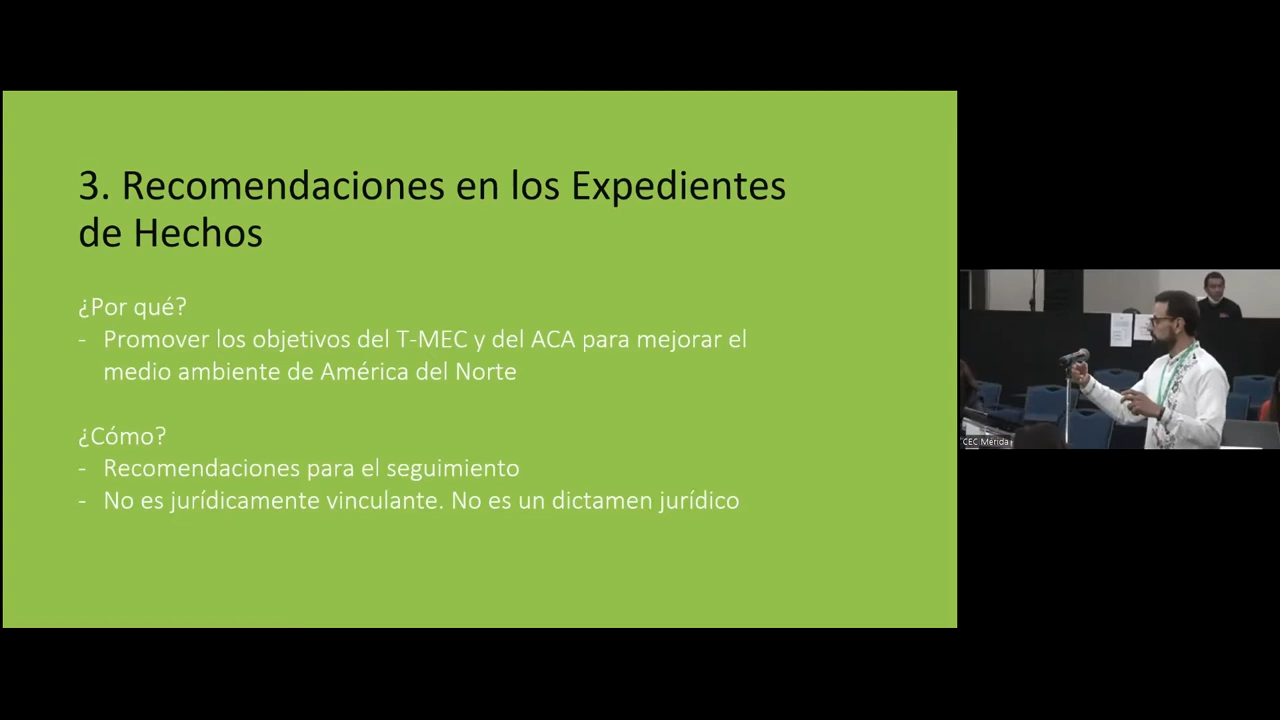 3. Recomendaciones en los Expedientes
de Hechos
¿Por qué?
- Promover los objetivos del T-MEC y del ACA para mejorar el
medio ambiente de América del Norte
¿Cómo?
- Recomendaciones para el seguimiento
- No es jurídicamente vinculante. No es un dictamen jurídico
CEC Mérida